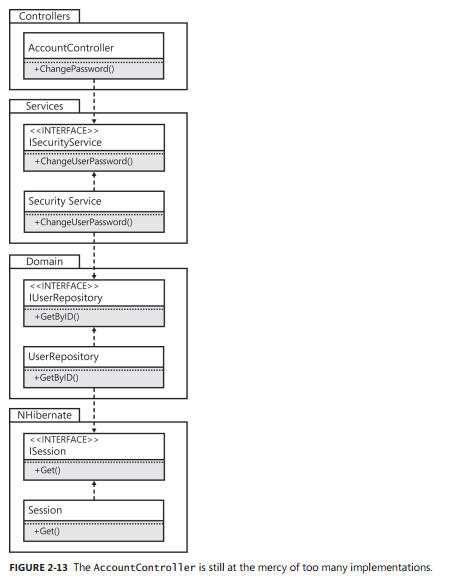 Controllers
AccountController
+ChangePassword()
Services
<<INTERFACE>>
ISecurityService
+ChangeUserPassword()
Security Service
+ChangeUserPassword()
Domain
<<INTERFACE>>
IUserRepository
+GetByID()
UserRepository
+GetByID()
NHibernate
<<INTERFACE>>
ISession
+Get()
Session
+Get()
FIGURE 2-13 The AccountController is still at the mercy of too many implementations.